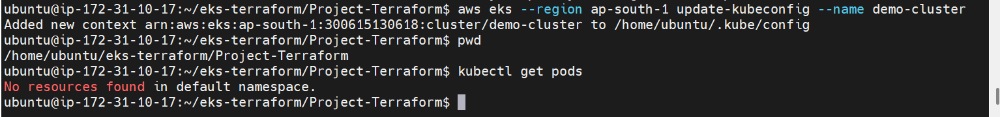 ubuntu@ip-172-31-10-17:~/eks-terraform/Project-Terraform$ aws eks --region ap-south-1 update-kubeconfig --name demo-cluster
Added new context arn:aws:eks:ap-south-1:300615130618:cluster/demo-cluster to /home/ubuntu/.kube/config
ubuntu@ip-172-31-10-17:~/eks-terraform/Project-Terraform$ pwd
/home/ubuntu/eks-terraform/Project-Terraform
ubuntu@ip-172-31-10-17:~/eks-terraform/Project-Terraform$ kubectl get pods
No resources found in default namespace.
ubuntu@ip-172-31-10-17:~/eks-terraform/Project-Terraform$